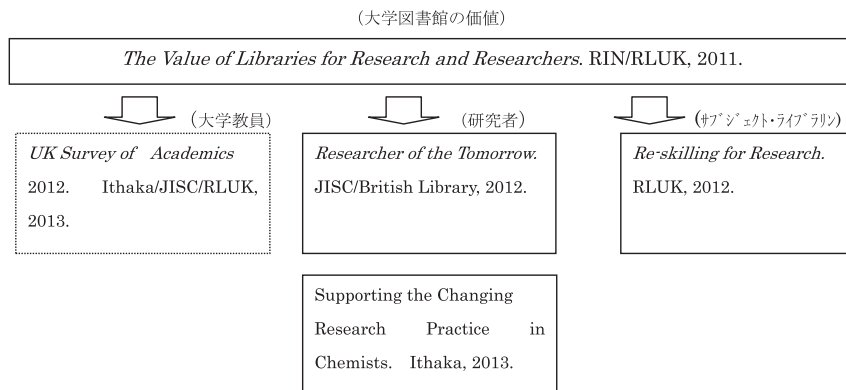 (大学図書館の価値)
The Value of Libraries for Research and Researchers. RIN/RLUK, 2011.
(大学教員)
UK Survey of Academics
2012. Ithaka/JISC/RLUK,
2013.
(研究者)
Researcher of the Tomorrow.
JISC/British Library, 2012.
(ｻﾌﾞｼﾞｪｸﾄ・ﾗｲﾌﾞﾗﾘﾝ)
Re-skilling for Research.
RLUK, 2012.
Supporting the Changing
Research Practice in
Chemists. Ithaka, 2013.